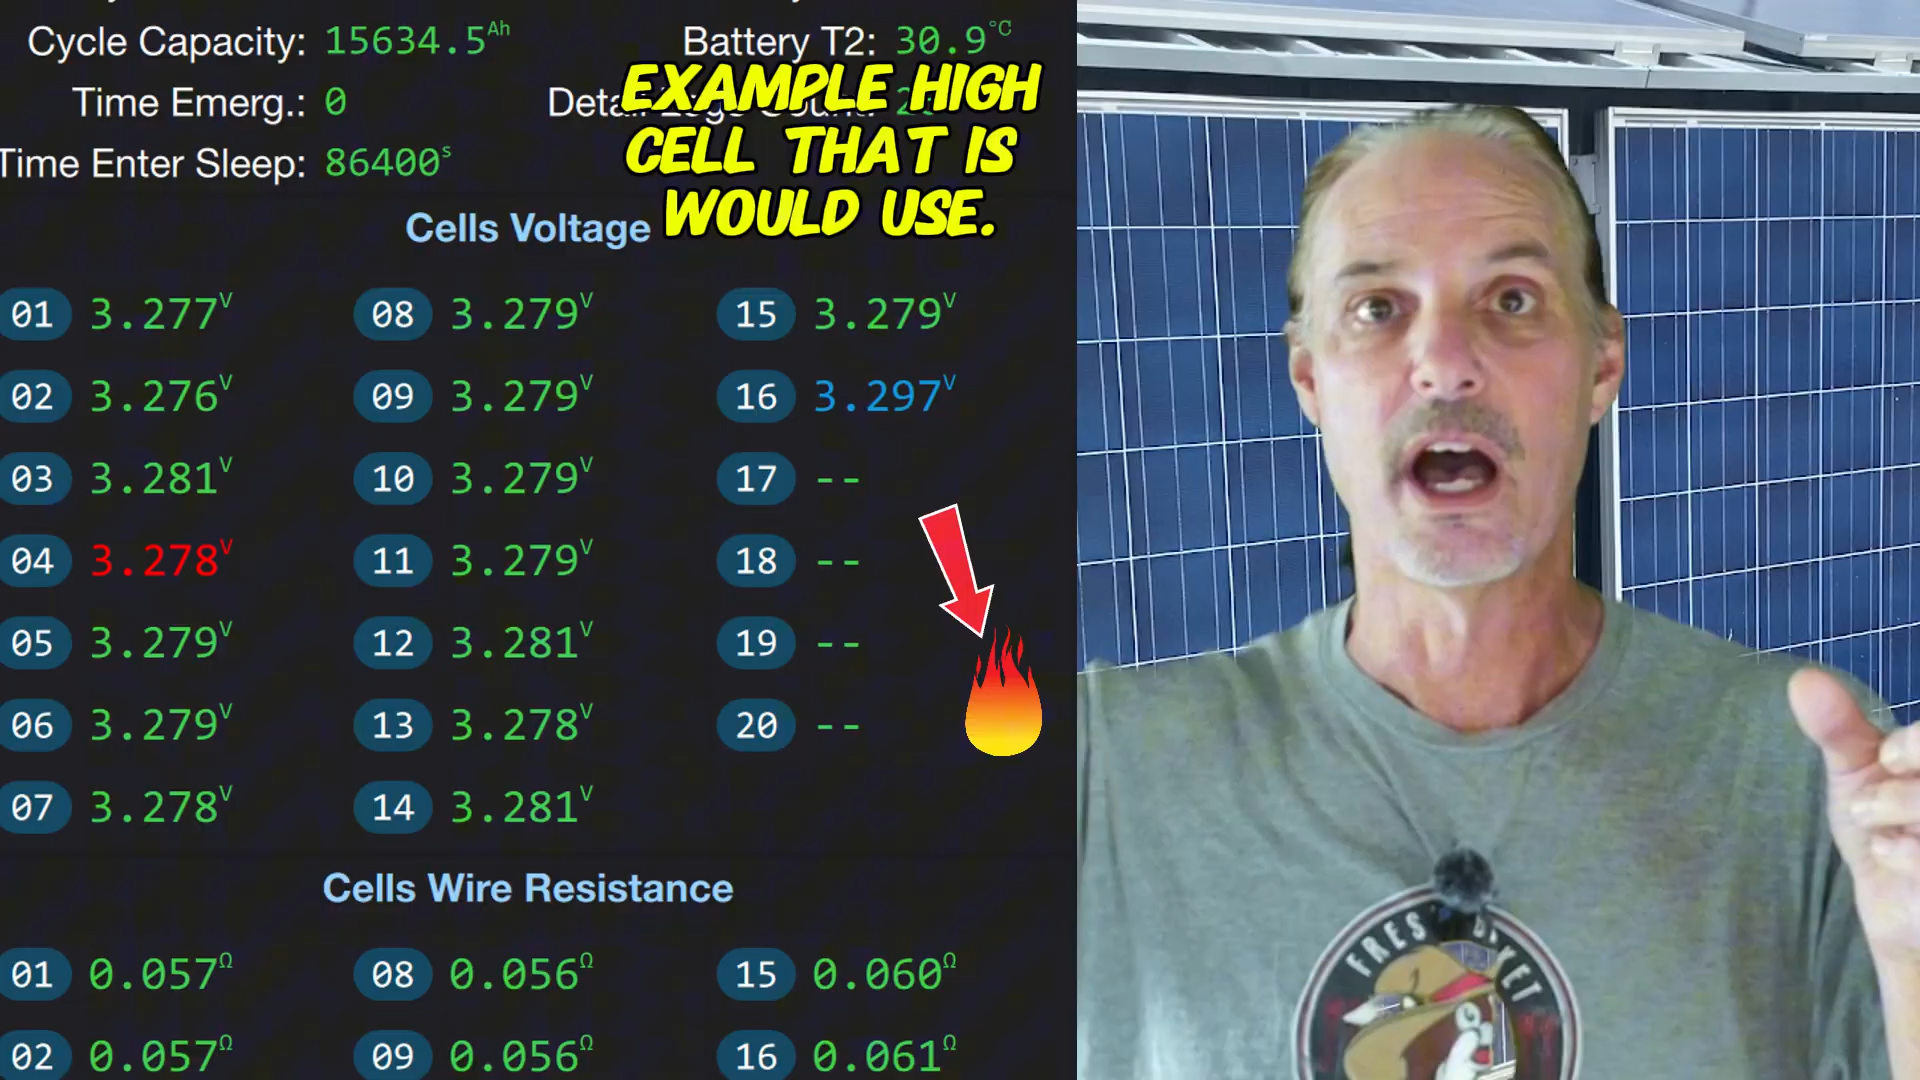 Cycle Capacity: 15634.5Ah Battery T2: 30.9°C
Time Emerg.: 0
Time Enter Sleep: 86400s
EXAMPLE HIGH
CELL THAT IS
WOULD USE.
Cells Voltage
01 3.277V 08 3.279V 15 3.279V
02 3.276V 09 3.279V 16 3.297V
03 3.281V 10 3.279V 17 --
04 3.278V 11 3.279V 18 --
05 3.279V 12 3.281V 19 --
06 3.279V 13 3.278V 20 --
07 3.278V 14 3.281V
Cells Wire Resistance
01 0.057Ω 08 0.056Ω 15 0.060Ω
02 0.057Ω 09 0.056Ω 16 0.061Ω